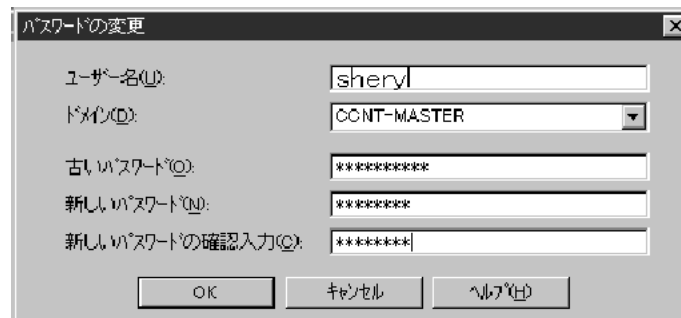 パスワードの変更
ユーザー名(U): sheryl
ドメイン(D): CONT-MASTER
古いパスワード(O): **********
新しいパスワード(N): ********
新しいパスワードの確認入力(C): ********
OK キャンセル ヘルプ(H)